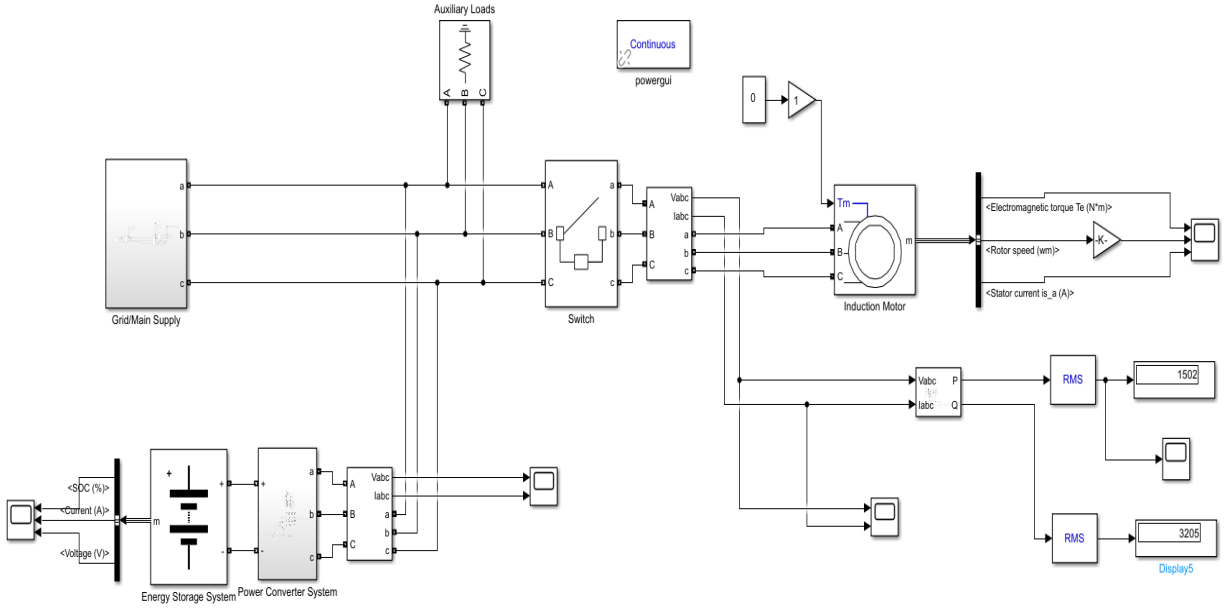 Auxiliary Loads
A
B
C
Continuous
powergui
0
1
a
b
c
Grid/Main Supply
A
B
C
a
b
c
Switch
A
B
C
Vabc
Iabc
a
b
c
Tm
A
B
C
m
Induction Motor
<Electromagnetic torque Te (N*m)>
<Rotor speed (wm)>
-K-
<Stator current is_a (A)>
Vabc
Iabc
P
Q
RMS
1502
RMS
3205
Display5
<SOC (%)>
<Current (A)>
<Voltage (V)>
m
+
+
-
Energy Storage System
+
-
a
b
c
Power Converter System
A
B
C
Vabc
Iabc
a
b
c